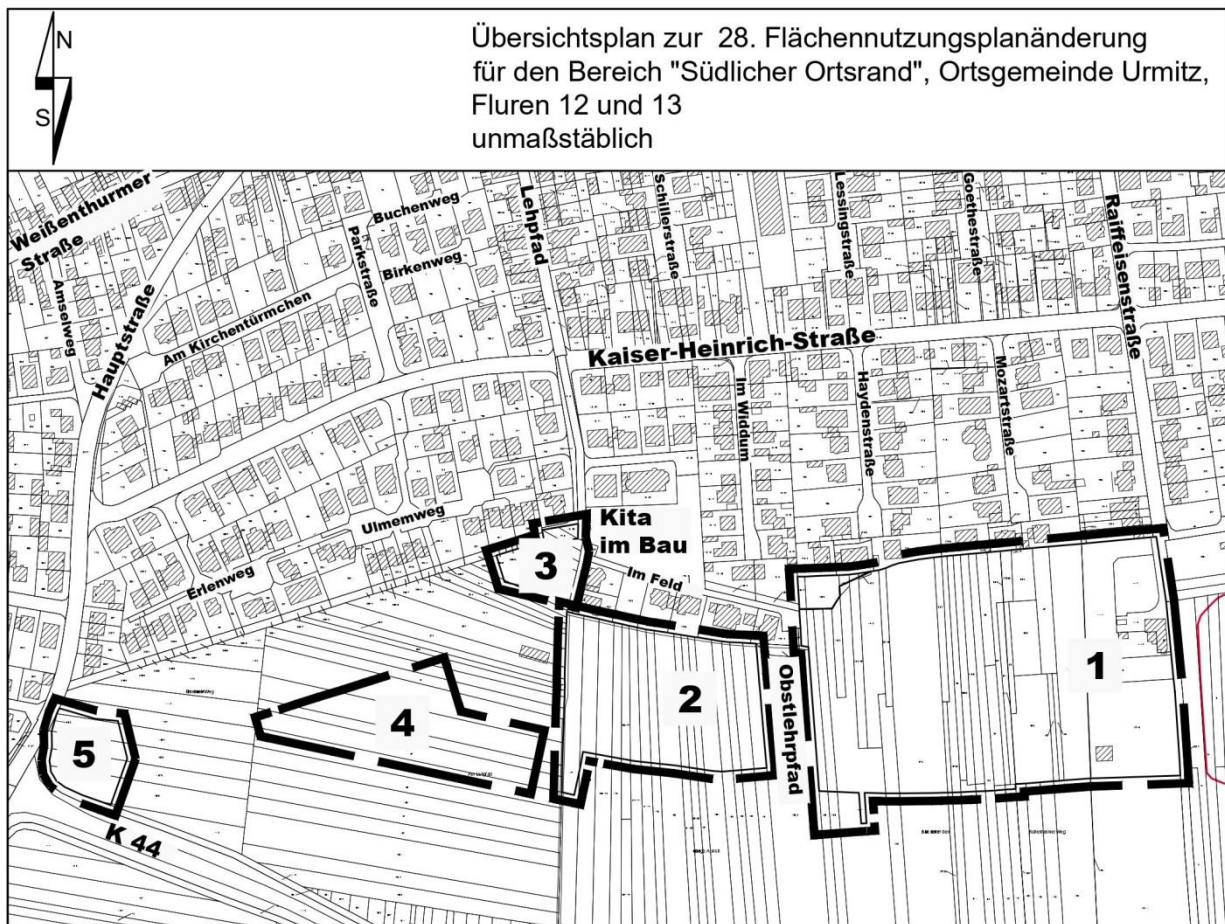 N
S
Übersichtsplan zur 28. Flächennutzungsplanänderung
für den Bereich "Südlicher Ortsrand", Ortsgemeinde Urmitz,
Fluren 12 und 13
unmaßstäblich
Weißenthurmer
Straße
Amselweg
Hauptstraße
Am Kirchentürmchen
Parkstraße
Buchenweg
Birkenweg
Lehpfad
Schillerstraße
Lessingstraße
Goethestraße
Raiffeisenstraße
Kaiser-Heinrich-Straße
Im Widdum
Haydenstraße
Mozartstraße
Ulmemweg
Erlenweg
Kita
im Bau
Im Feld
3
1
2
Obstlehrpfad
4
5
K 44